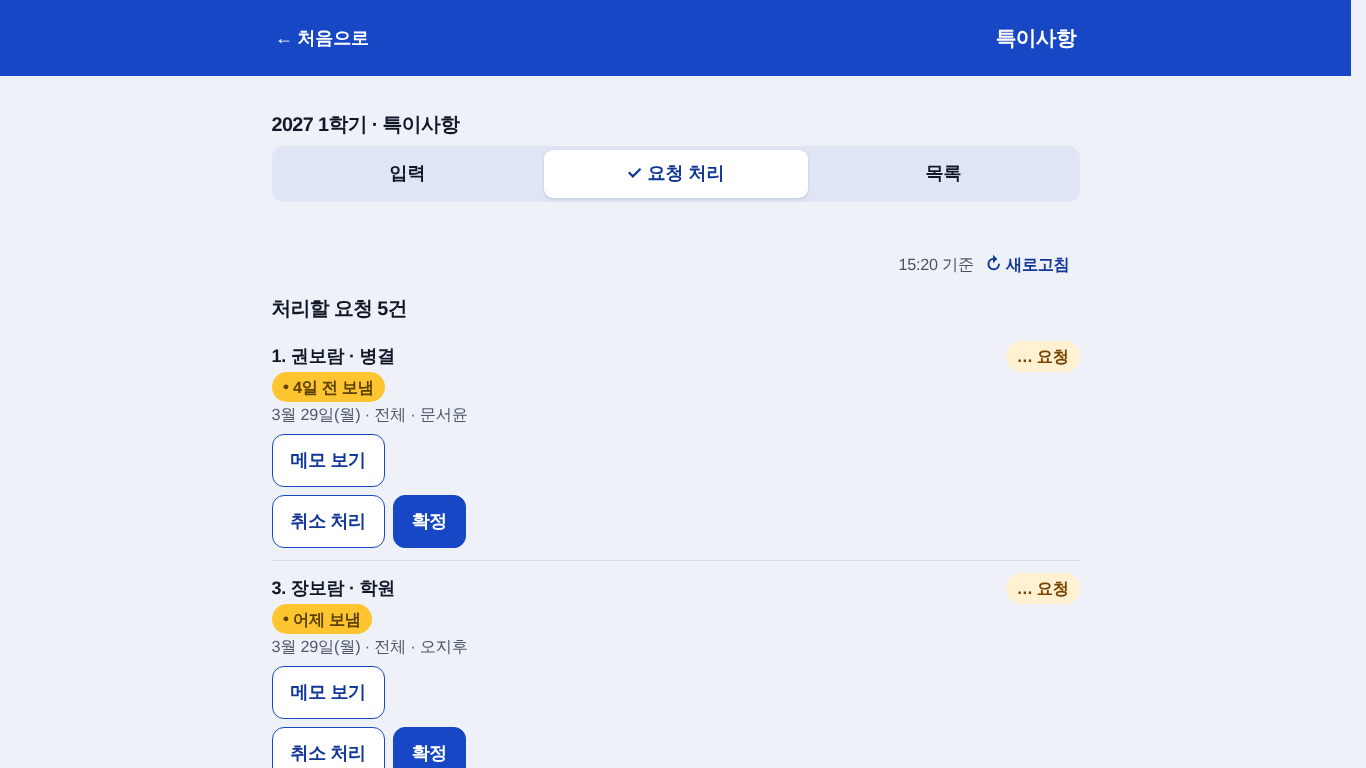 ← 처음으로
특이사항
2027 1학기 · 특이사항
입력
✓ 요청 처리
목록
15:20 기준 ↻ 새로고침
처리할 요청 5건
1. 권보람 · 병결
… 요청
• 4일 전 보냄
3월 29일(월) · 전체 · 문서윤
메모 보기
취소 처리
확정
3. 장보람 · 학원
… 요청
• 어제 보냄
3월 29일(월) · 전체 · 오지후
메모 보기
취소 처리
확정